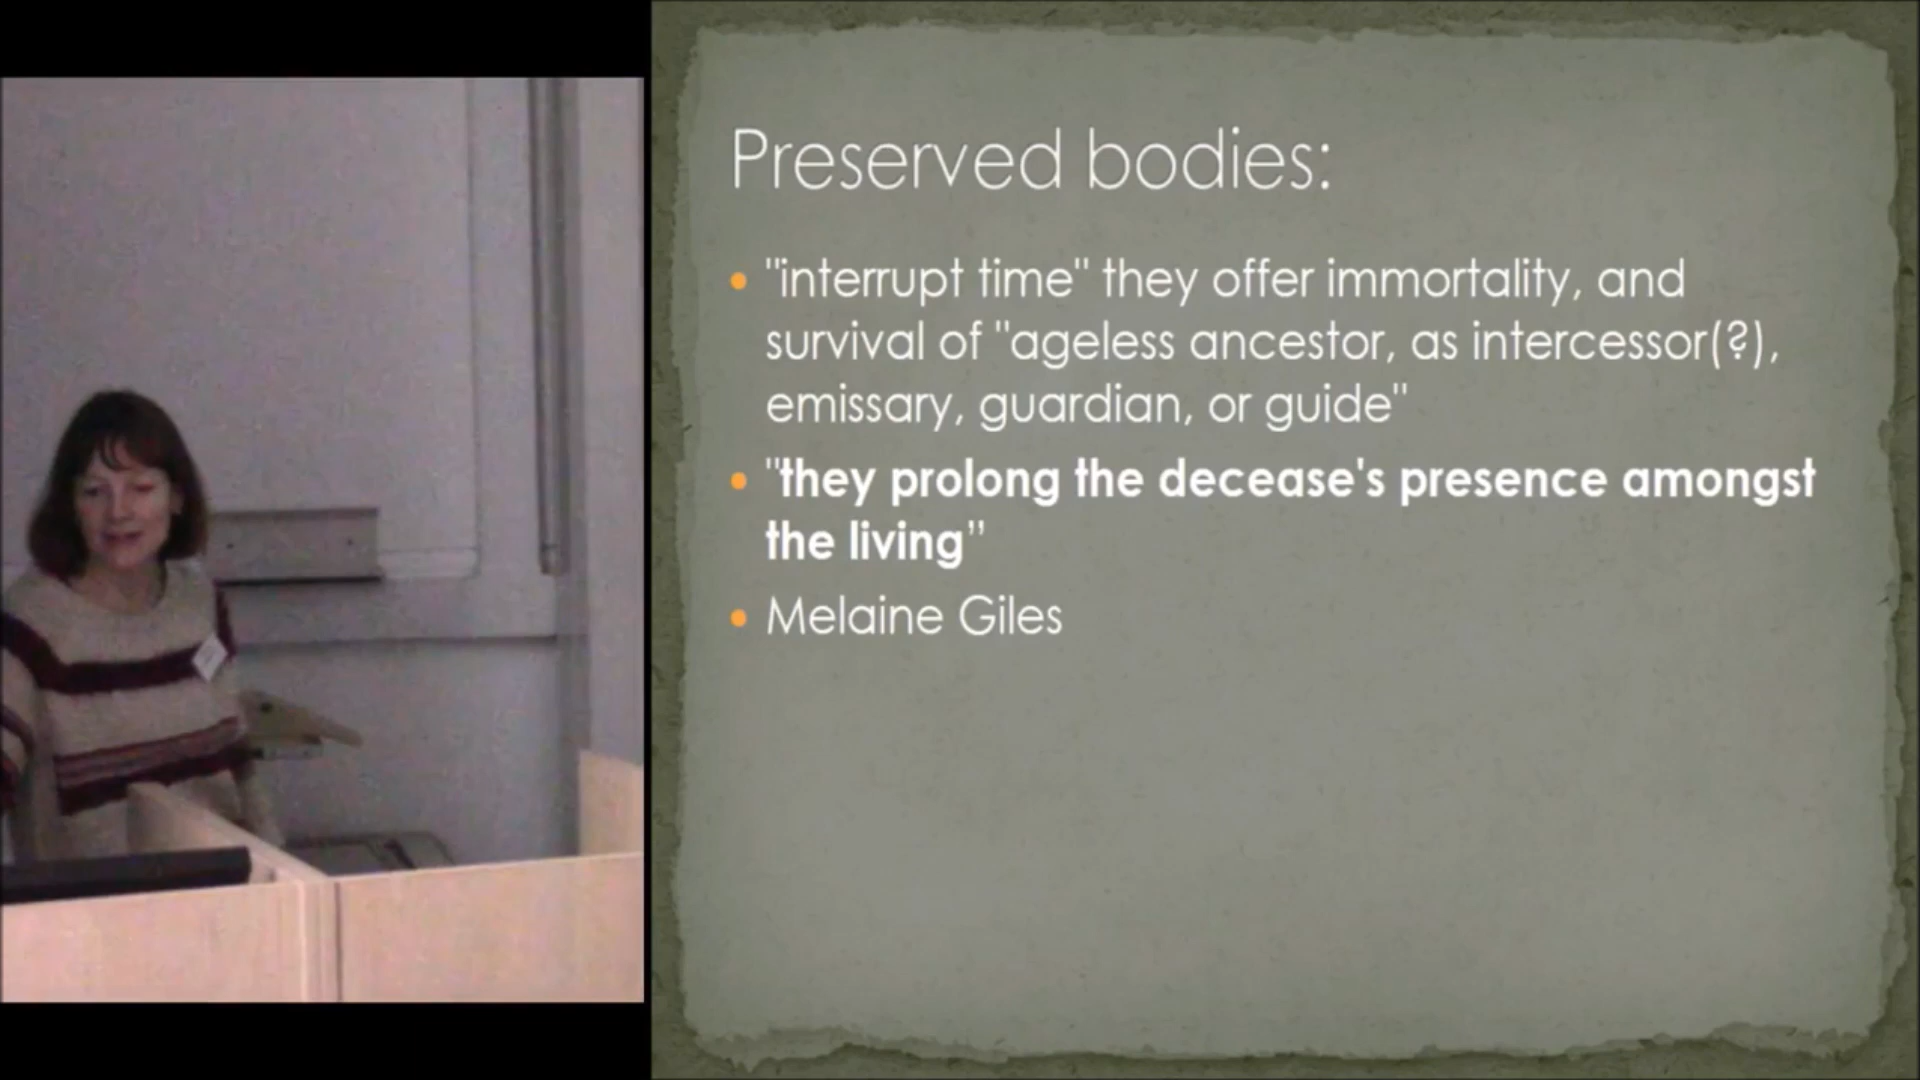 Preserved bodies:
• "interrupt time" they offer immortality, and
survival of "ageless ancestor, as intercessor(?),
emissary, guardian, or guide"
• "they prolong the decease's presence amongst
the living"
• Melaine Giles